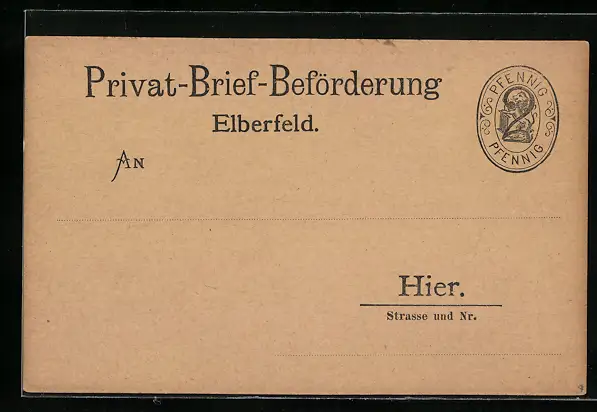 Privat-Brief-Beförderung
Elberfeld.
PFENNIG
2
PFENNIG
AN
Hier.
Strasse und Nr.